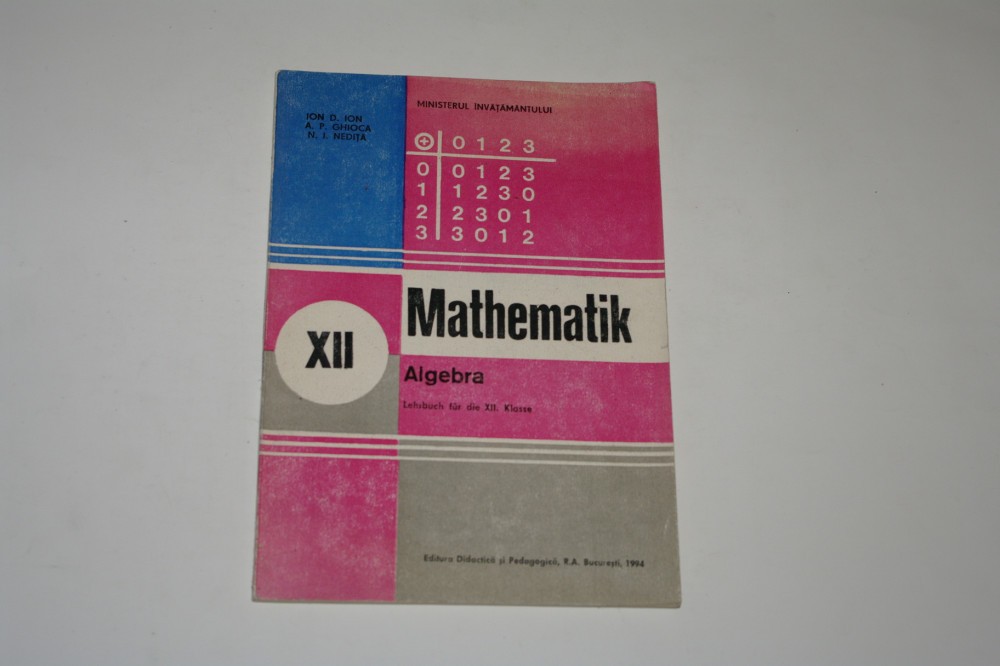 ION D. ION
A. P. GHIOCA
N. I. NEDIȚA
MINISTERUL ÎNVĂȚĂMÂNTULUI
⊕ 0 1 2 3
0 0 1 2 3
1 1 2 3 0
2 2 3 0 1
3 3 0 1 2
XII
Mathematik
Algebra
Lehrbuch für die XII. Klasse
Editura Didactică și Pedagogică, R.A. București, 1994